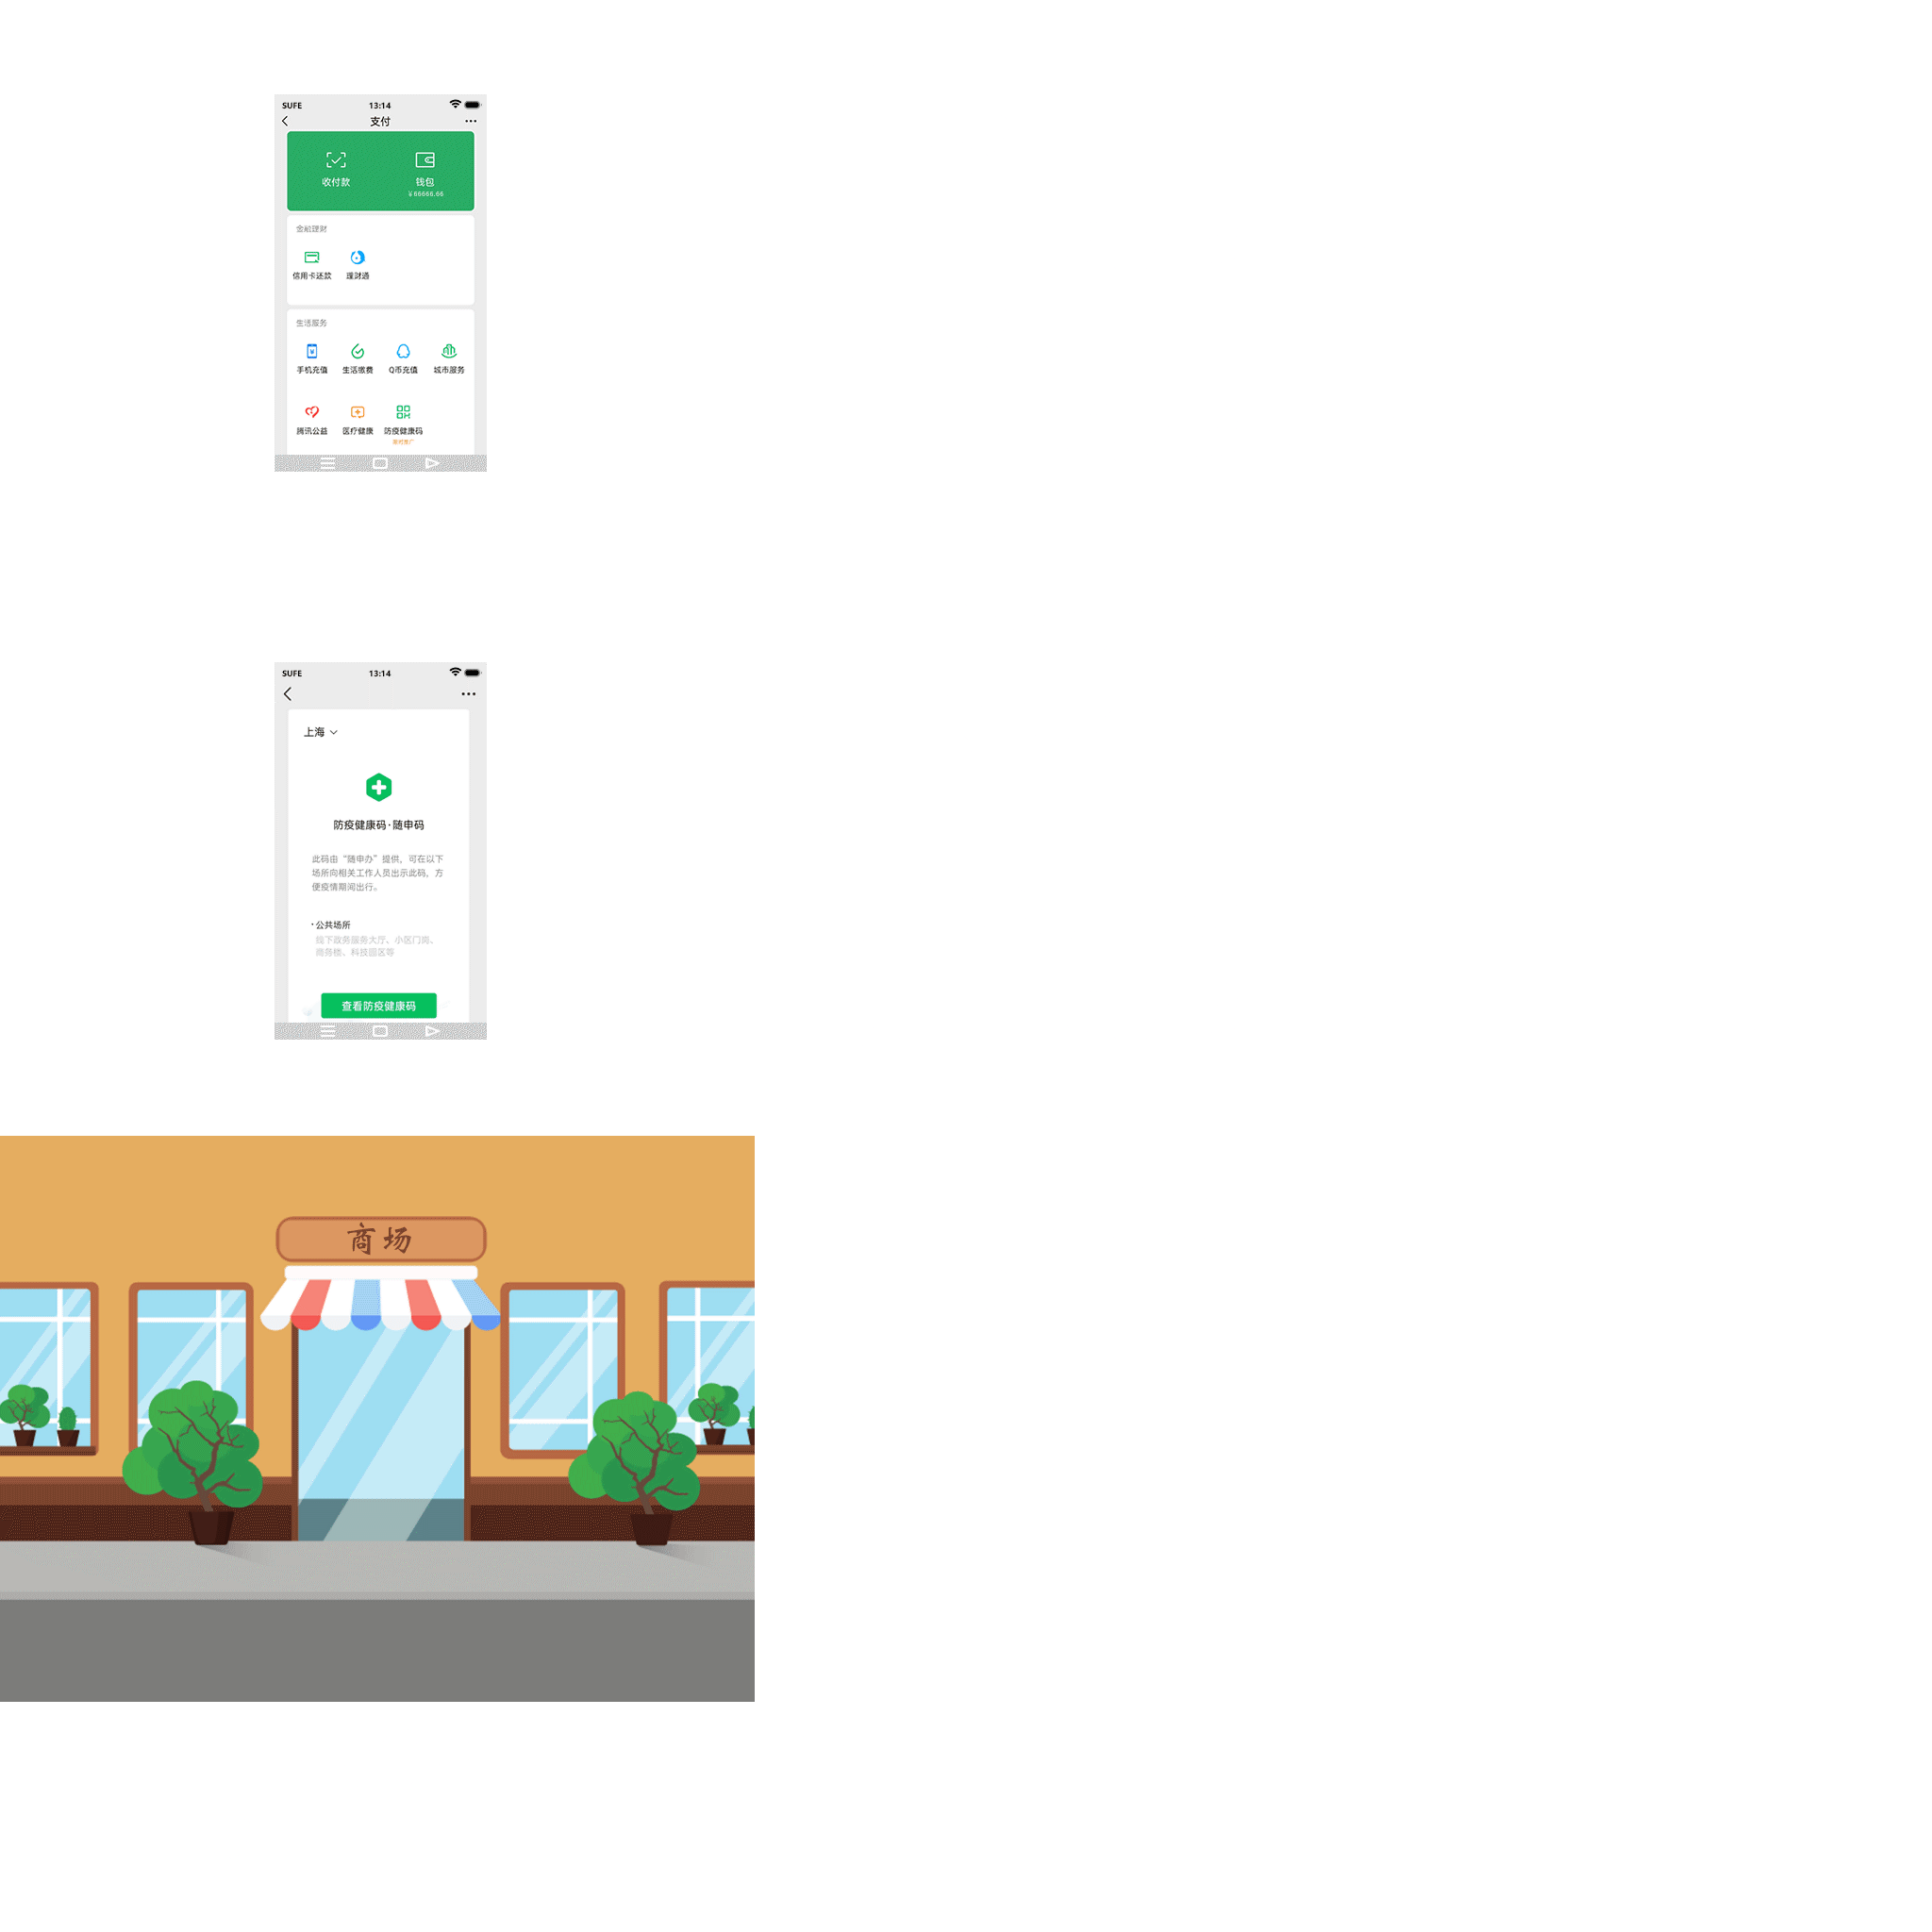 SUFE 13:14
支付
收付款 钱包
¥66666.66
金融理财
信用卡还款 理财通
生活服务
手机充值 生活缴费 Q币充值 城市服务
腾讯公益 医疗健康 防疫健康码
SUFE 13:14
上海
防疫健康码·随申码
此码由“随申办”提供，可在以下
场所向相关工作人员出示此码，方
便疫情期间出行。
·公共场所
线下政务服务大厅、小区门岗、
商务楼、科技园区等
查看防疫健康码
商场